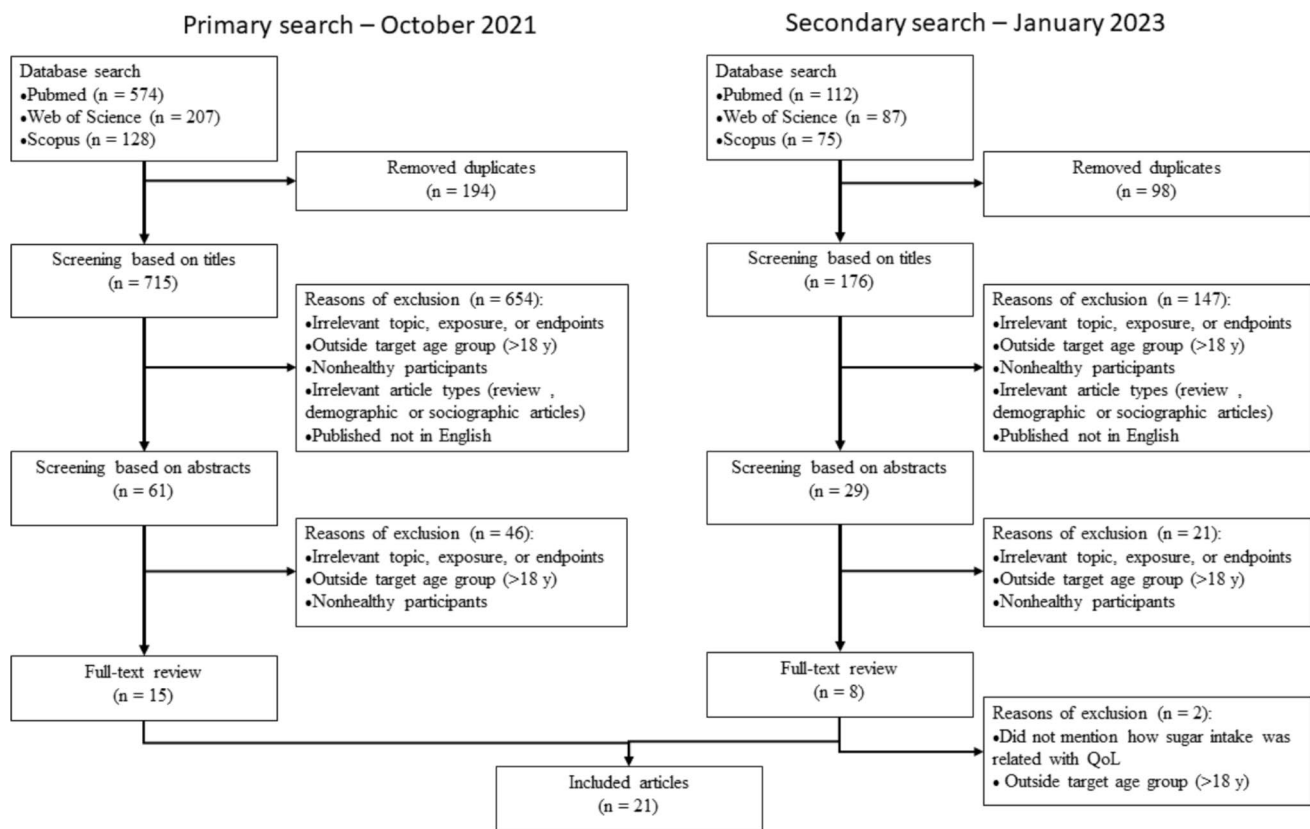 Primary search – October 2021
Database search
•Pubmed (n = 574)
•Web of Science (n = 207)
•Scopus (n = 128)
Removed duplicates
(n = 194)
Screening based on titles
(n = 715)
Reasons of exclusion (n = 654):
•Irrelevant topic, exposure, or endpoints
•Outside target age group (>18 y)
•Nonhealthy participants
•Irrelevant article types (review ,
demographic or sociographic articles)
•Published not in English
Screening based on abstracts
(n = 61)
Reasons of exclusion (n = 46):
•Irrelevant topic, exposure, or endpoints
•Outside target age group (>18 y)
•Nonhealthy participants
Full-text review
(n = 15)
Secondary search – January 2023
Database search
•Pubmed (n = 112)
•Web of Science (n = 87)
•Scopus (n = 75)
Removed duplicates
(n = 98)
Screening based on titles
(n = 176)
Reasons of exclusion (n = 147):
•Irrelevant topic, exposure, or endpoints
•Outside target age group (>18 y)
•Nonhealthy participants
•Irrelevant article types (review ,
demographic or sociographic articles)
•Published not in English
Screening based on abstracts
(n = 29)
Reasons of exclusion (n = 21):
•Irrelevant topic, exposure, or endpoints
•Outside target age group (>18 y)
•Nonhealthy participants
Full-text review
(n = 8)
Reasons of exclusion (n = 2):
•Did not mention how sugar intake was
related with QoL
• Outside target age group (>18 y)
Included articles
(n = 21)